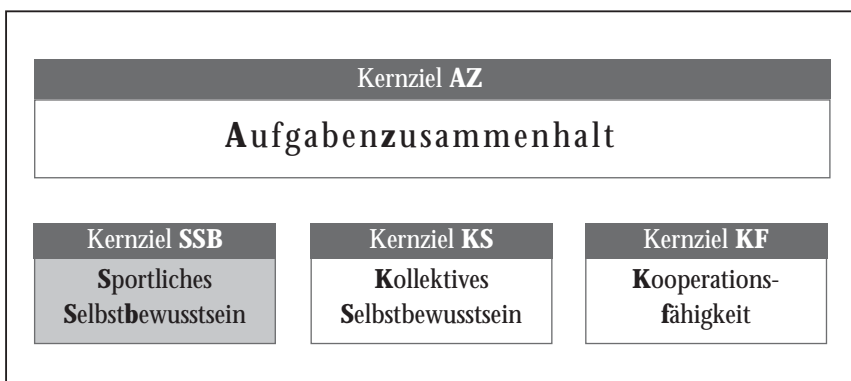 Kernziel AZ
Aufgabenzusammenhalt
Kernziel SSB
Sportliches
Selbstbewusstsein
Kernziel KS
Kollektives
Selbstbewusstsein
Kernziel KF
Kooperations-
fähigkeit